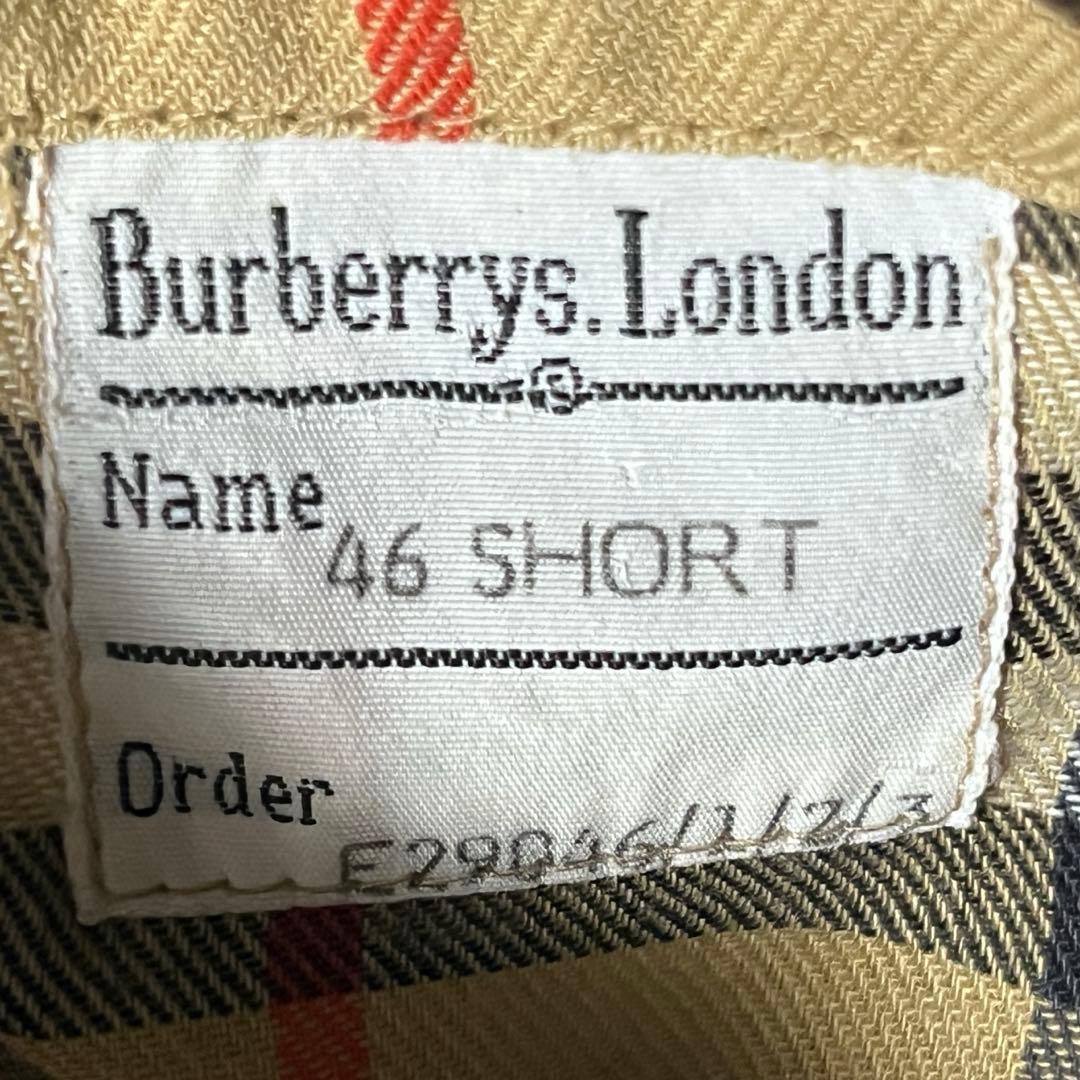 Burberrys. London
S
Name
46 SHORT
Order